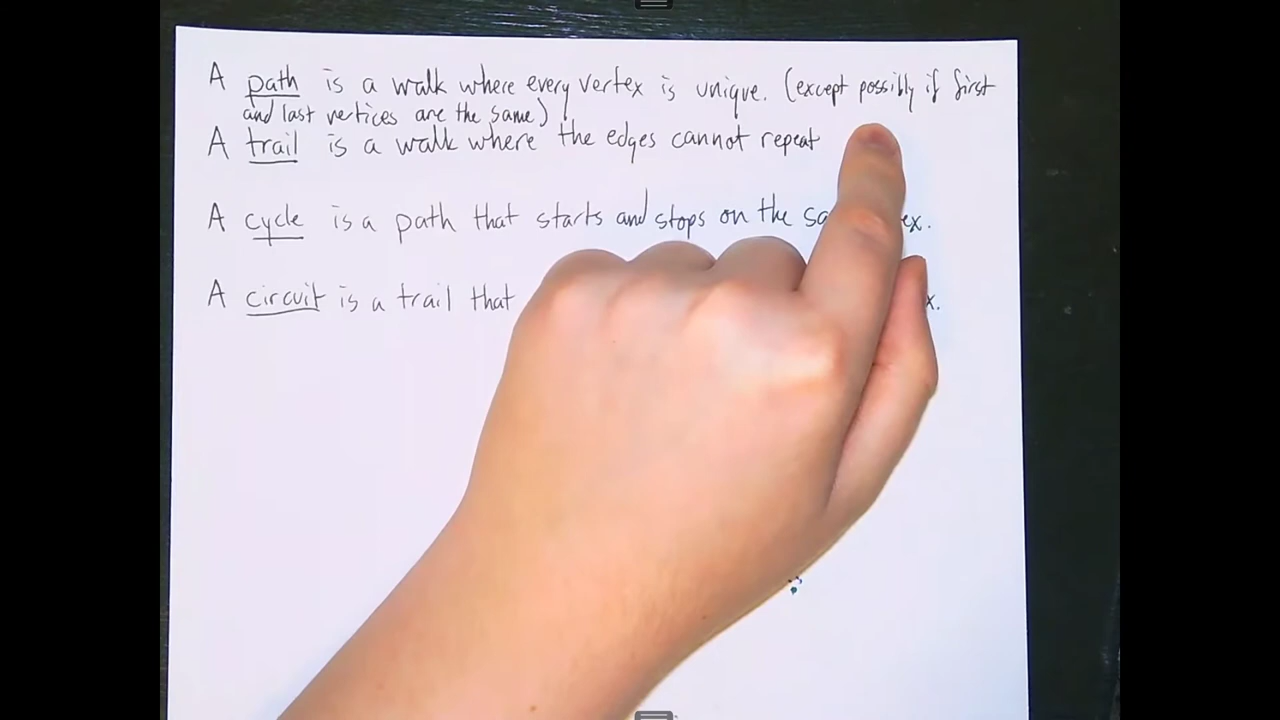 A path is a walk where every vertex is unique. (except possibly if first
and last vertices are the same)
A trail is a walk where the edges cannot repeat
A cycle is a path that starts and stops on the
A circuit is a trail that